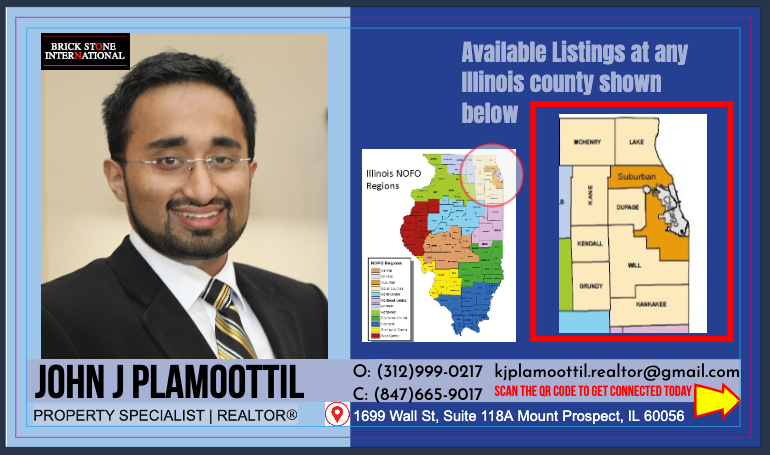 BRICK STONE
INTERNATIONAL
Available Listings at any
Illinois county shown
below
Illinois NOFO
Regions
NOFO Regions
MCHENRY
LAKE
Suburban
KANE
DUPAGE
Chicago
KENDALL
WILL
GRUNDY
KANKAKEE
JOHN J PLAMOOTTIL
PROPERTY SPECIALIST | REALTOR®
O: (312)999-0217
kjplamoottil.realtor@gmail.com
C: (847)665-9017
SCAN THE QR CODE TO GET CONNECTED TODAY
1699 Wall St, Suite 118A Mount Prospect, IL 60056